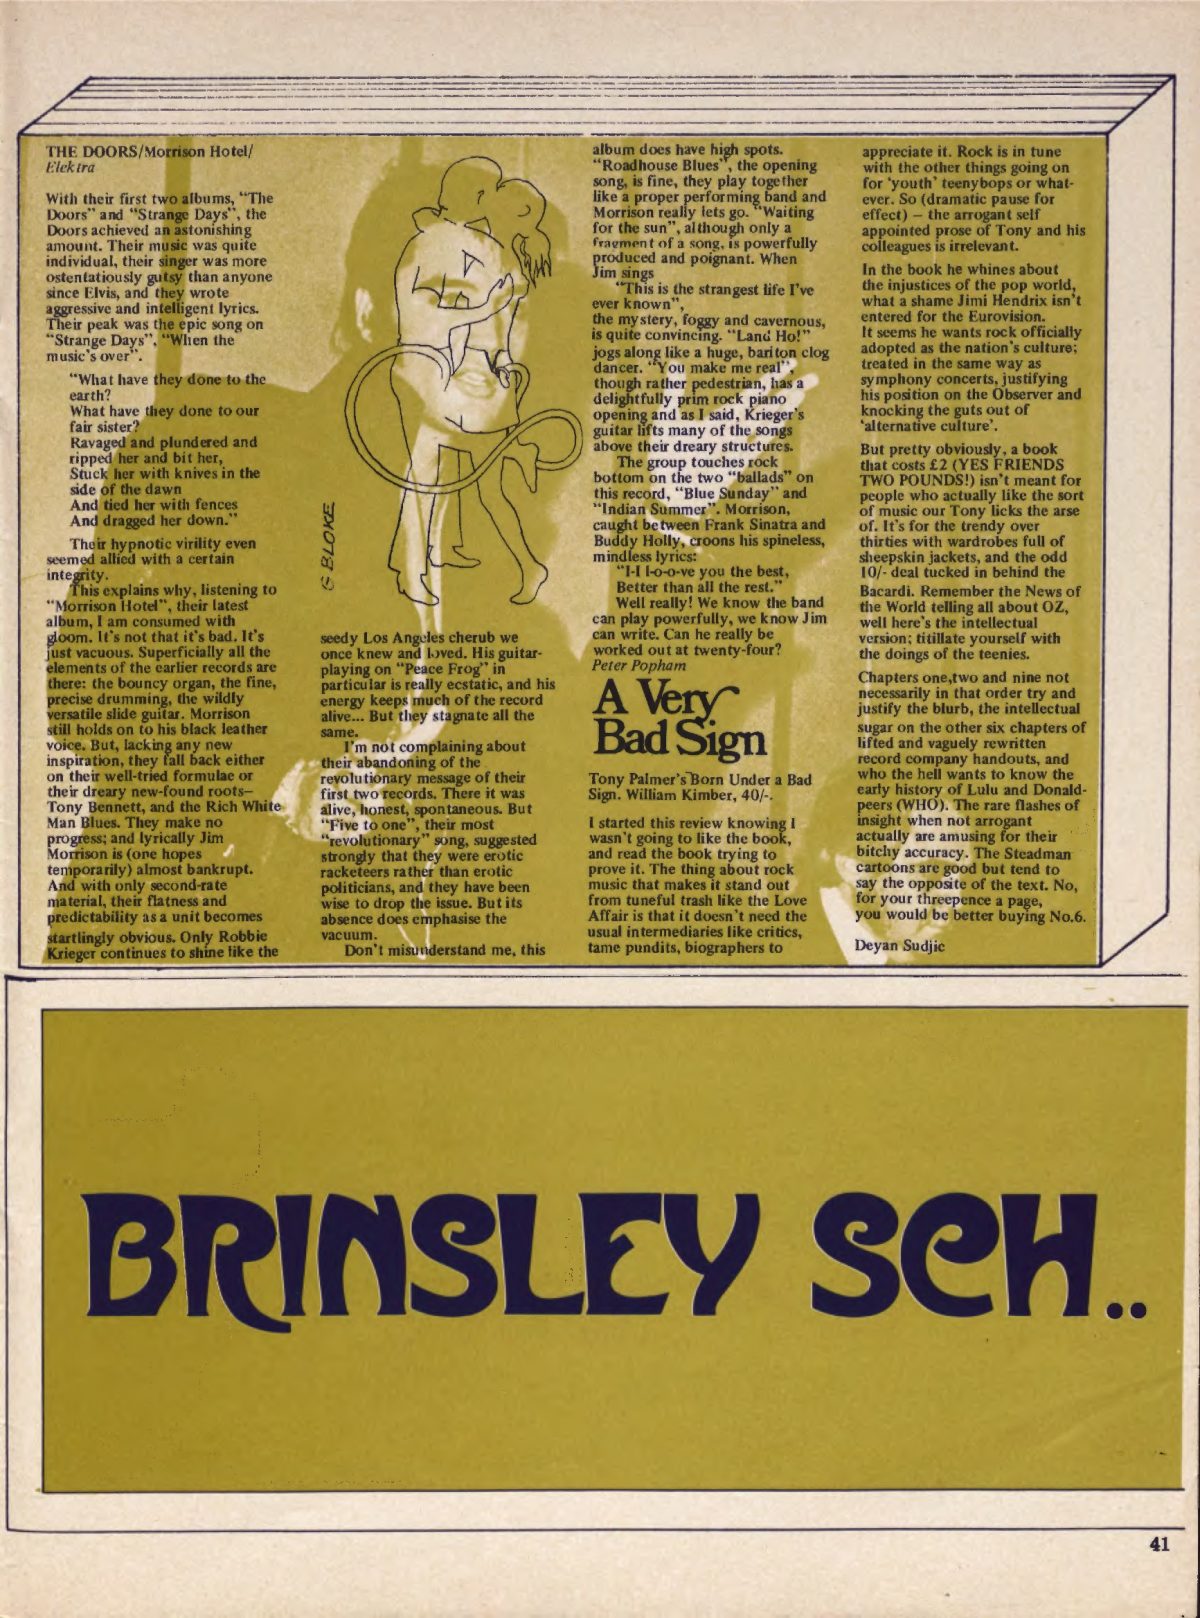 THE DOORS/Morrison Hotel/
Elektra
With their first two albums, “The
Doors” and “Strange Days”, the
Doors achieved an astonishing
amount. Their music was quite
individual, their singer was more
ostentatiously gutsy than anyone
since Elvis, and they wrote
aggressive and intelligent lyrics.
Their peak was the epic song on
“Strange Days”, “When the
music’s over”.
“What have they done to the
earth?
What have they done to our
fair sister?
Ravaged and plundered and
ripped her and bit her,
Stuck her with knives in the
side of the dawn
And tied her with fences
And dragged her down.”
Their hypnotic virility even
seemed allied with a certain
integrity.
This explains why, listening to
“Morrison Hotel”, their latest
album, I am consumed with
gloom. It’s not that it’s bad. It’s
just vacuous. Superficially all the
elements of the earlier records are
there: the bouncy organ, the fine,
precise drumming, the wildly
versatile slide guitar. Morrison
still holds on to his black leather
voice. But, lacking any new
inspiration, they fall back either
on their well-tried formulae or
their dreary new-found roots—
Tony Bennett, and the Rich White
Man Blues. They make no
progress; and lyrically Jim
Morrison is (one hopes
temporarily) almost bankrupt.
And with only second-rate
material, their flatness and
predictability as a unit becomes
startlingly obvious. Only Robbie
Krieger continues to shine like the
G BLOKE
seedy Los Angeles cherub we
once knew and loved. His guitar-
playing on “Peace Frog” in
particular is really ecstatic, and his
energy keeps much of the record
alive... But they stagnate all the
same.
I’m not complaining about
their abandoning of the
revolutionary message of their
first two records. There it was
alive, honest, spontaneous. But
“Five to one”, their most
“revolutionary” song, suggested
strongly that they were erotic
racketeers rather than erotic
politicians, and they have been
wise to drop the issue. But its
absence does emphasise the
vacuum.
Don’t misunderstand me, this
album does have high spots.
“Roadhouse Blues”, the opening
song, is fine, they play together
like a proper performing band and
Morrison really lets go. “Waiting
for the sun”, although only a
fragment of a song, is powerfully
produced and poignant. When
Jim sings
“This is the strangest life I’ve
ever known”,
the mystery, foggy and cavernous,
is quite convincing. “Land Ho!”
jogs along like a huge, bariton clog
dancer. “You make me real”,
though rather pedestrian, has a
delightfully prim rock piano
opening and as I said, Krieger’s
guitar lifts many of the songs
above their dreary structures.
The group touches rock
bottom on the two “ballads” on
this record, “Blue Sunday” and
“Indian Summer”. Morrison,
caught between Frank Sinatra and
Buddy Holly, croons his spineless,
mindless lyrics:
“I-I l-o-o-ve you the best,
Better than all the rest.”
Well really! We know the band
can play powerfully, we know Jim
can write. Can he really be
worked out at twenty-four?
Peter Popham
A Very
Bad Sign
Tony Palmer’s Born Under a Bad
Sign. William Kimber, 40/-.
I started this review knowing I
wasn’t going to like the book,
and read the book trying to
prove it. The thing about rock
music that makes it stand out
from tuneful trash like the Love
Affair is that it doesn’t need the
usual intermediaries like critics,
tame pundits, biographers to
appreciate it. Rock is in tune
with the other things going on
for ‘youth’ teenybops or what-
ever. So (dramatic pause for
effect) – the arrogant self
appointed prose of Tony and his
colleagues is irrelevant.
In the book he whines about
the injustices of the pop world,
what a shame Jimi Hendrix isn’t
entered for the Eurovision.
It seems he wants rock officially
adopted as the nation’s culture;
treated in the same way as
symphony concerts, justifying
his position on the Observer and
knocking the guts out of
‘alternative culture’.
But pretty obviously, a book
that costs £2 (YES FRIENDS
TWO POUNDS!) isn’t meant for
people who actually like the sort
of music our Tony licks the arse
of. It’s for the trendy over
thirties with wardrobes full of
sheepskin jackets, and the odd
10/- deal tucked in behind the
Bacardi. Remember the News of
the World telling all about OZ,
well here’s the intellectual
version; titillate yourself with
the doings of the teenies.
Chapters one,two and nine not
necessarily in that order try and
justify the blurb, the intellectual
sugar on the other six chapters of
lifted and vaguely rewritten
record company handouts, and
who the hell wants to know the
early history of Lulu and Donald-
peers (WHO). The rare flashes of
insight when not arrogant
actually are amusing for their
bitchy accuracy. The Steadman
cartoons are good but tend to
say the opposite of the text. No,
for your threepence a page,
you would be better buying No.6.
Deyan Sudjic
BRINSLEY SCH..
41